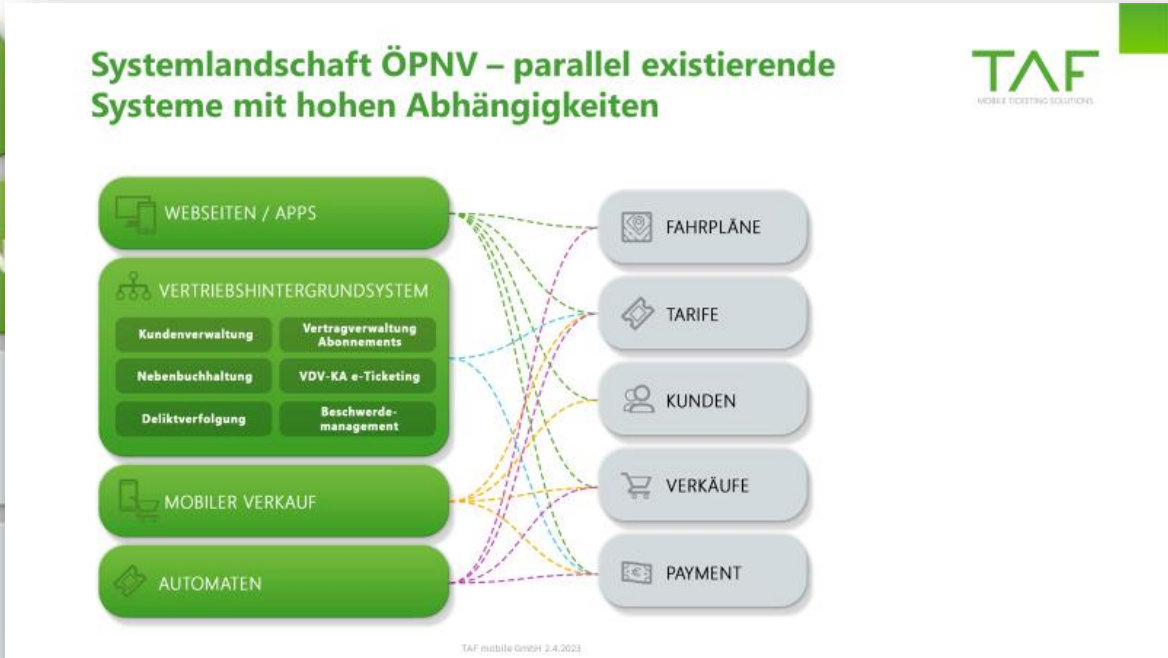 Systemlandschaft ÖPNV – parallel existierende
Systeme mit hohen Abhängigkeiten
TAF
MOBILE TICKETING SOLUTIONS
WEBSEITEN / APPS
VERTRIEBSHINTERGRUNDSYSTEM
Kundenverwaltung
Vertragverwaltung
Abonnements
Nebenbuchhaltung
VDV-KA e-Ticketing
Deliktverfolgung
Beschwerde-
management
MOBILER VERKAUF
AUTOMATEN
FAHRPLÄNE
TARIFE
KUNDEN
VERKÄUFE
PAYMENT
TAF mobile GmbH 2.4.2023